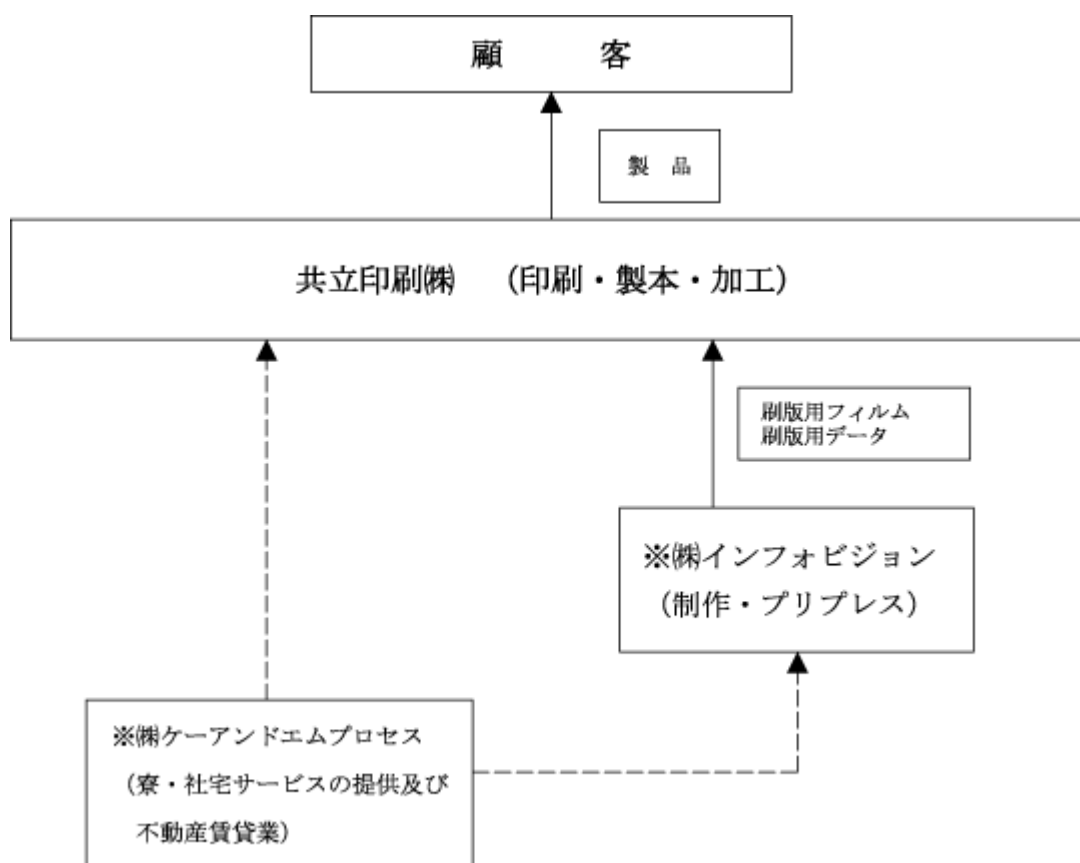 顧　客
製　品
共立印刷㈱　（印刷・製本・加工）
刷版用フィルム
刷版用データ
※㈱インフォビジョン
（制作・プリプレス）
※㈱ケーアンドエムプロセス
（寮・社宅サービスの提供及び
不動産賃貸業）